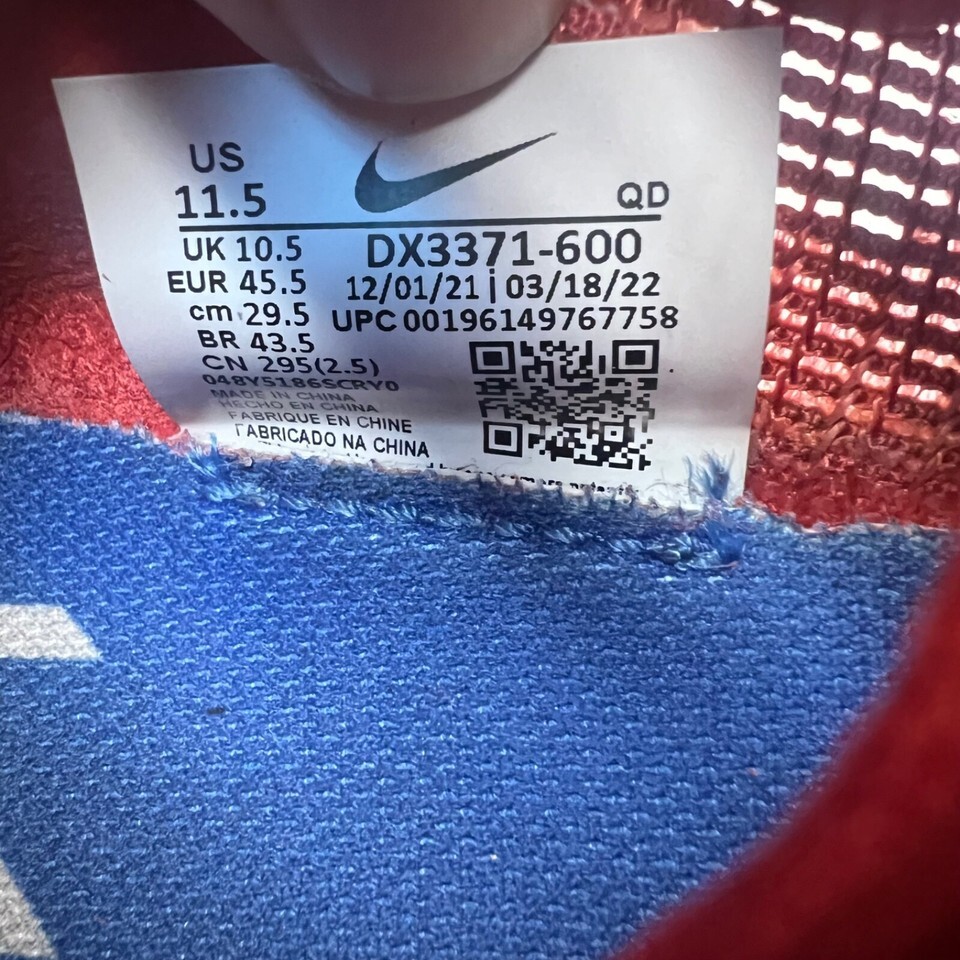 US
11.5
QD
UK 10.5
DX3371-600
EUR 45.5
12/01/21 | 03/18/22
cm 29.5
UPC 00196149767758
BR 43.5
CN 295(2.5)
048Y5186SCRY0
MADE IN CHINA
HECHO EN CHINA
FABRIQUE EN CHINE
FABRICADO NA CHINA